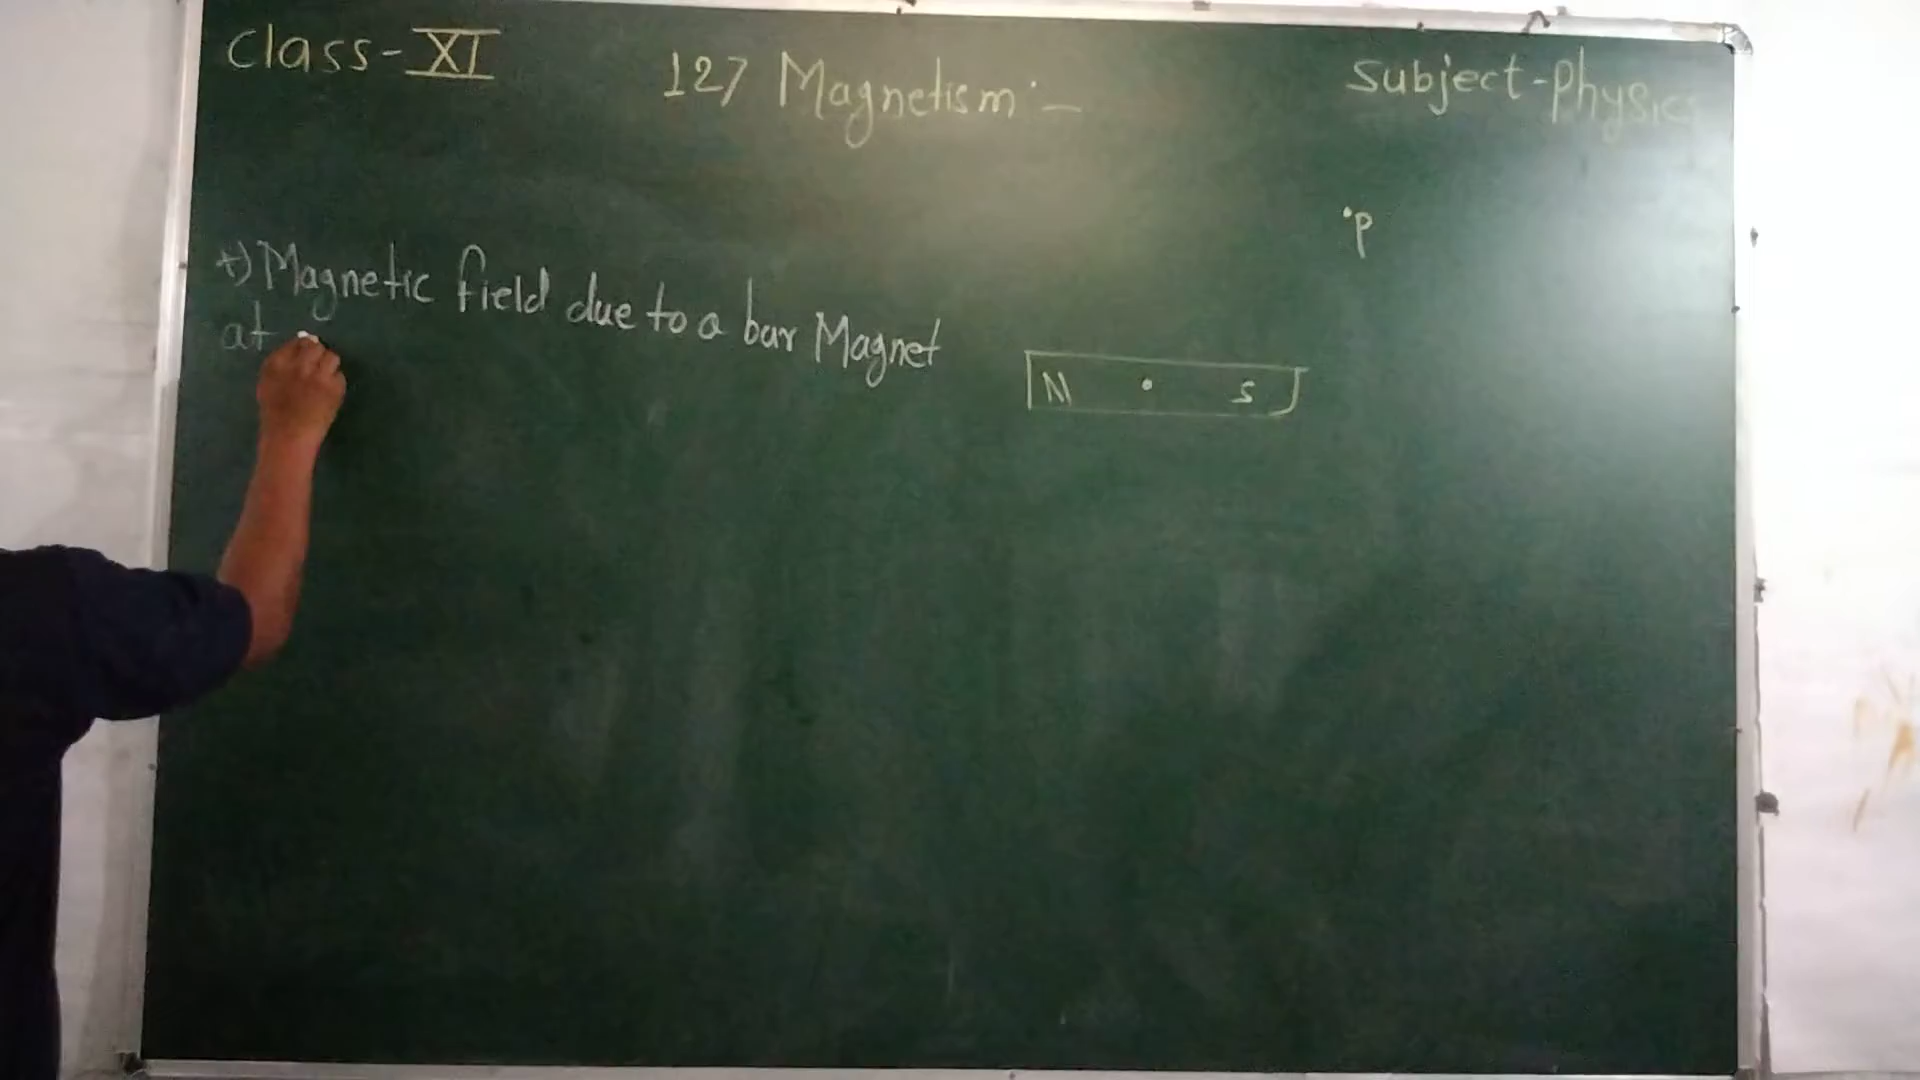 Class-XI
127 Magnetism:-
Subject-Physics
*) Magnetic field due to a bar Magnet
at
.P
N . S